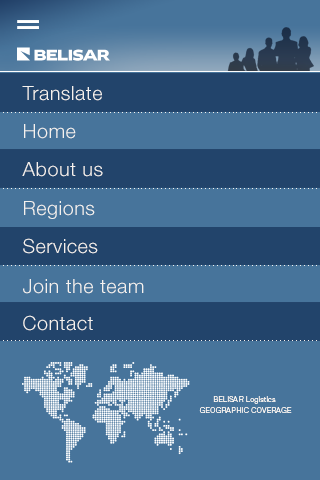 BELISAR
Translate
Home
About us
Regions
Services
Join the team
Contact
BELISAR Logistics
GEOGRAPHIC COVERAGE